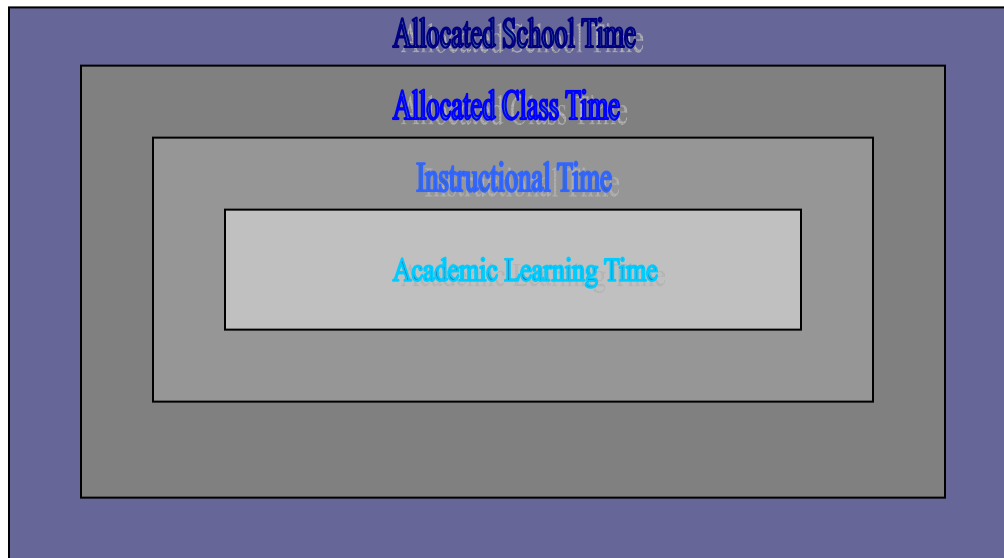 Allocated School Time
Allocated Class Time
Instructional Time
Academic Learning Time